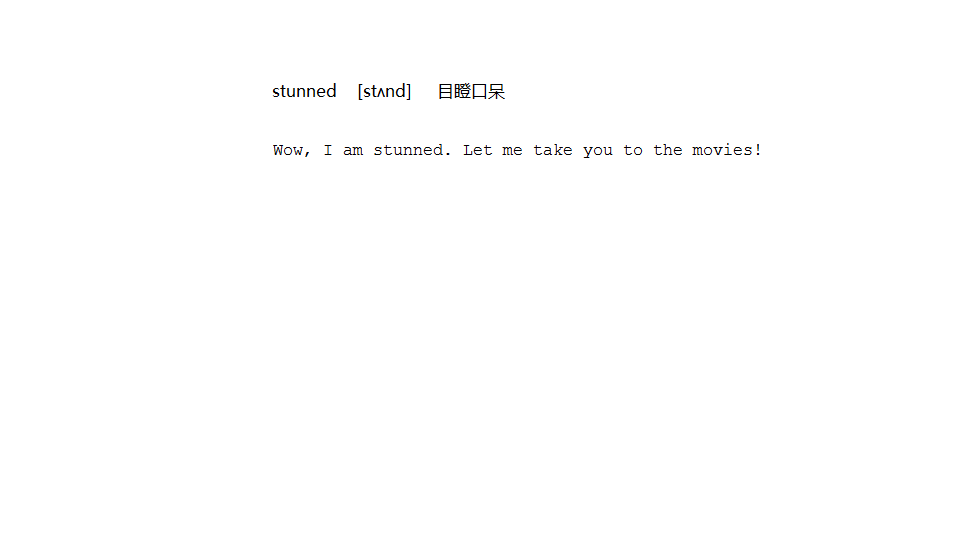 stunned [stʌnd] 目瞪口呆
Wow, I am stunned. Let me take you to the movies!